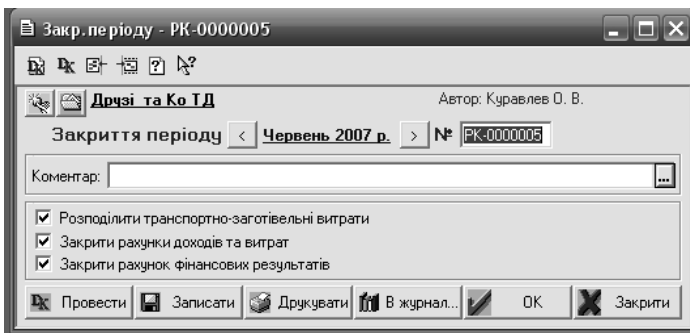 Закр.періоду - РК-0000005
Друзі та Ко ТД Автор: Куравлев О. В.
Закриття періоду < Червень 2007 р. > № РК-0000005
Коментар: ...
Розподілити транспортно-заготівельні витрати
Закрити рахунки доходів та витрат
Закрити рахунок фінансових результатів
Провести Записати Друкувати В журнал... OK Закрити